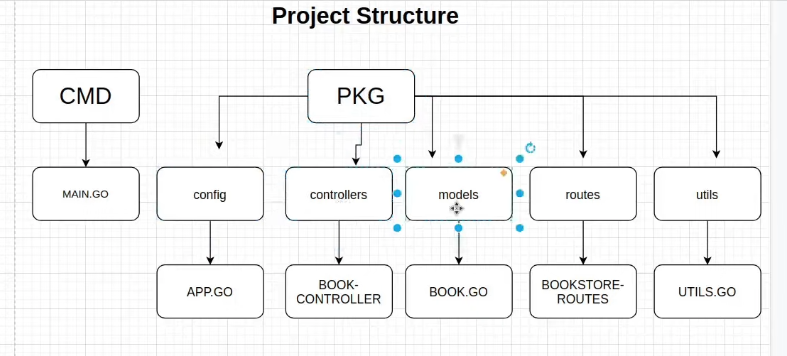 Project Structure
CMD
PKG
MAIN.GO
config
controllers
models
routes
utils
APP.GO
BOOK-
CONTROLLER
BOOK.GO
BOOKSTORE-
ROUTES
UTILS.GO